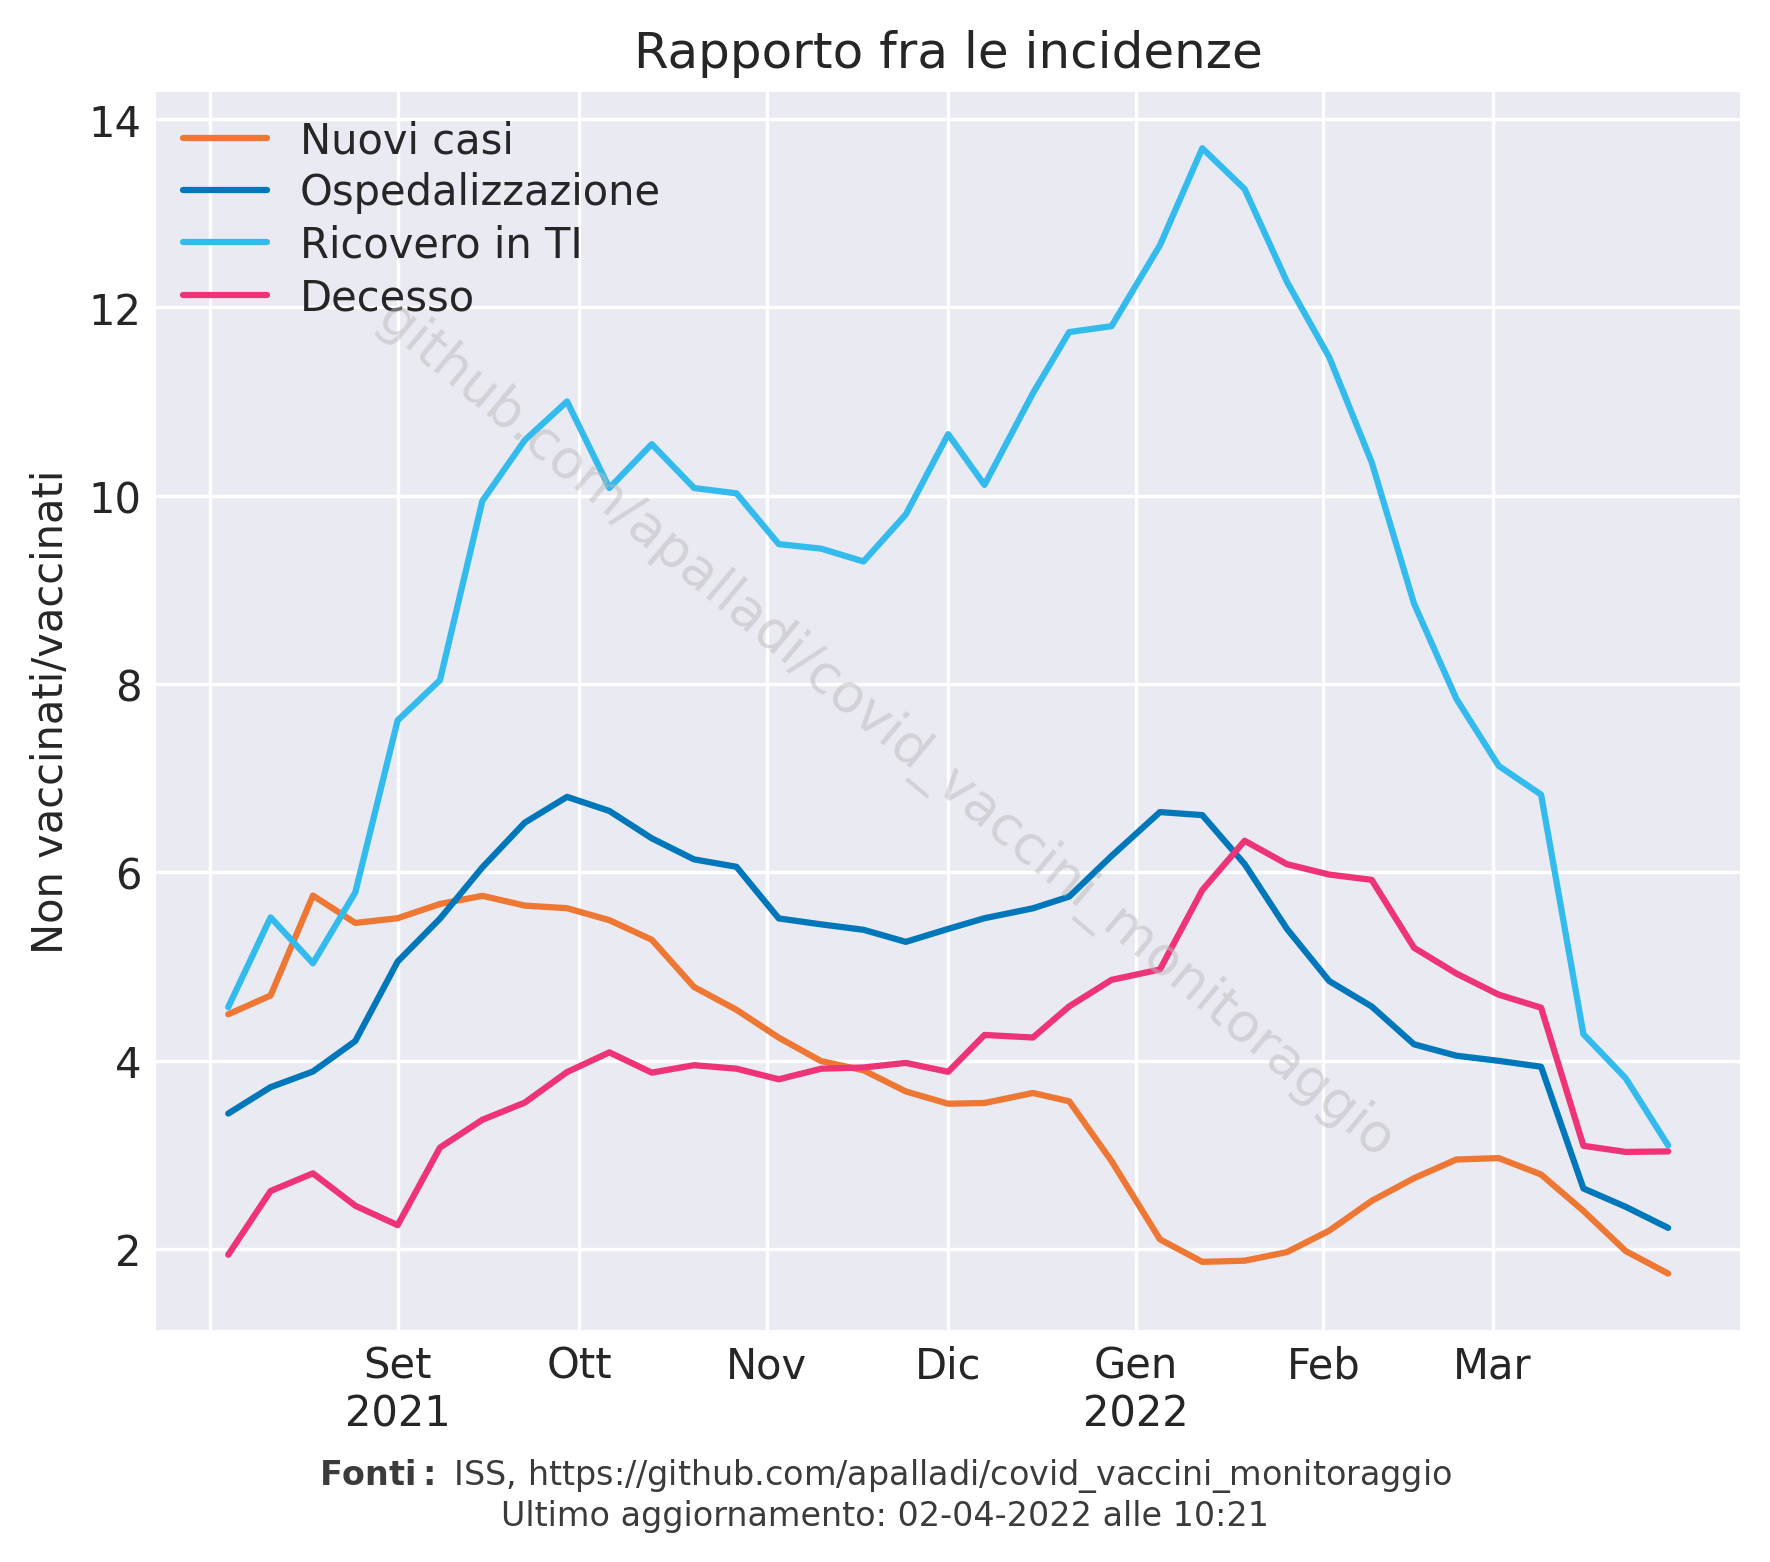 Rapporto fra le incidenze
14
12
10
8
6
4
2
Non vaccinati/vaccinati
Nuovi casi
Ospedalizzazione
Ricovero in TI
Decesso
github.com/apalladi/covid_vaccini_monitoraggio
Set Ott Nov Dic Gen Feb Mar
2021 2022
Fonti: ISS, https://github.com/apalladi/covid_vaccini_monitoraggio
Ultimo aggiornamento: 02-04-2022 alle 10:21